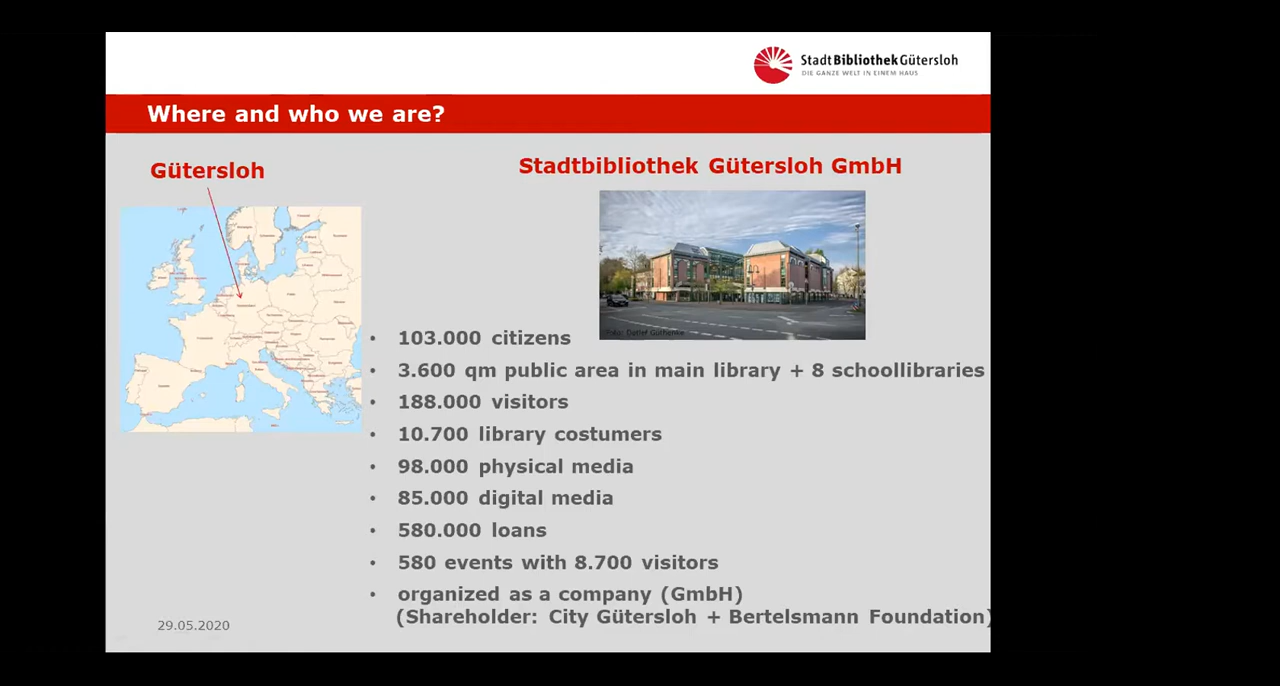 StadtBibliothekGütersloh
DIE GANZE WELT IN EINEM HAUS
Where and who we are?
Gütersloh
Stadtbibliothek Gütersloh GmbH
Foto: Detlef Güthenke
• 103.000 citizens
• 3.600 qm public area in main library + 8 schoollibraries
• 188.000 visitors
• 10.700 library costumers
• 98.000 physical media
• 85.000 digital media
• 580.000 loans
• 580 events with 8.700 visitors
• organized as a company (GmbH)
(Shareholder: City Gütersloh + Bertelsmann Foundation)
29.05.2020